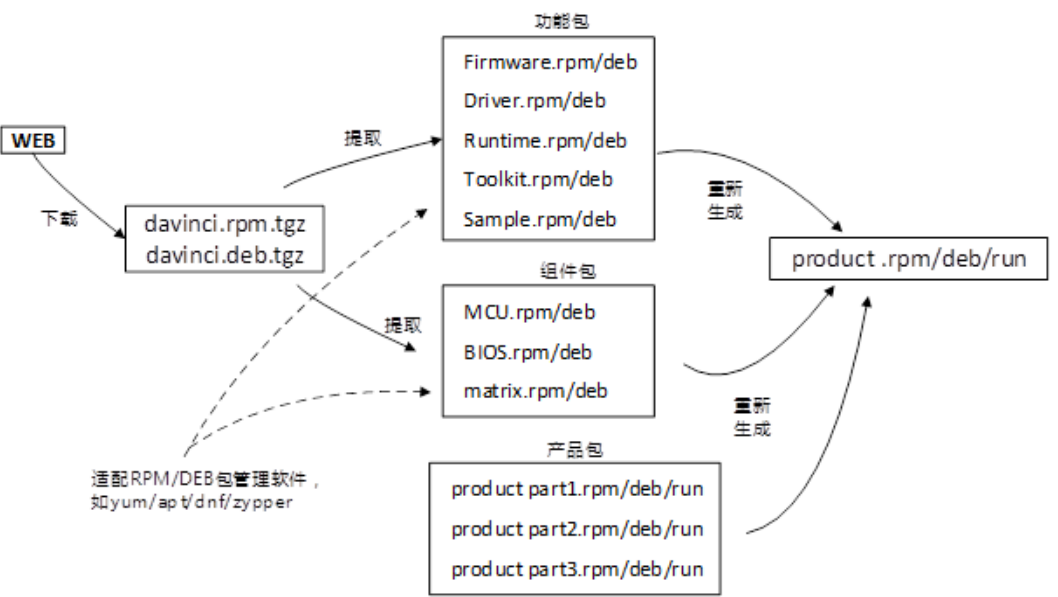 功能包
Firmware.rpm/deb
Driver.rpm/deb
Runtime.rpm/deb
Toolkit.rpm/deb
Sample.rpm/deb
WEB
下载
davinci.rpm.tgz
davinci.deb.tgz
提取
提取
组件包
MCU.rpm/deb
BIOS.rpm/deb
matrix.rpm/deb
重新
生成
product .rpm/deb/run
重新
生成
适配RPM/DEB包管理软件，
如yum/apt/dnf/zypper
产品包
product part1.rpm/deb/run
product part2.rpm/deb/run
product part3.rpm/deb/run